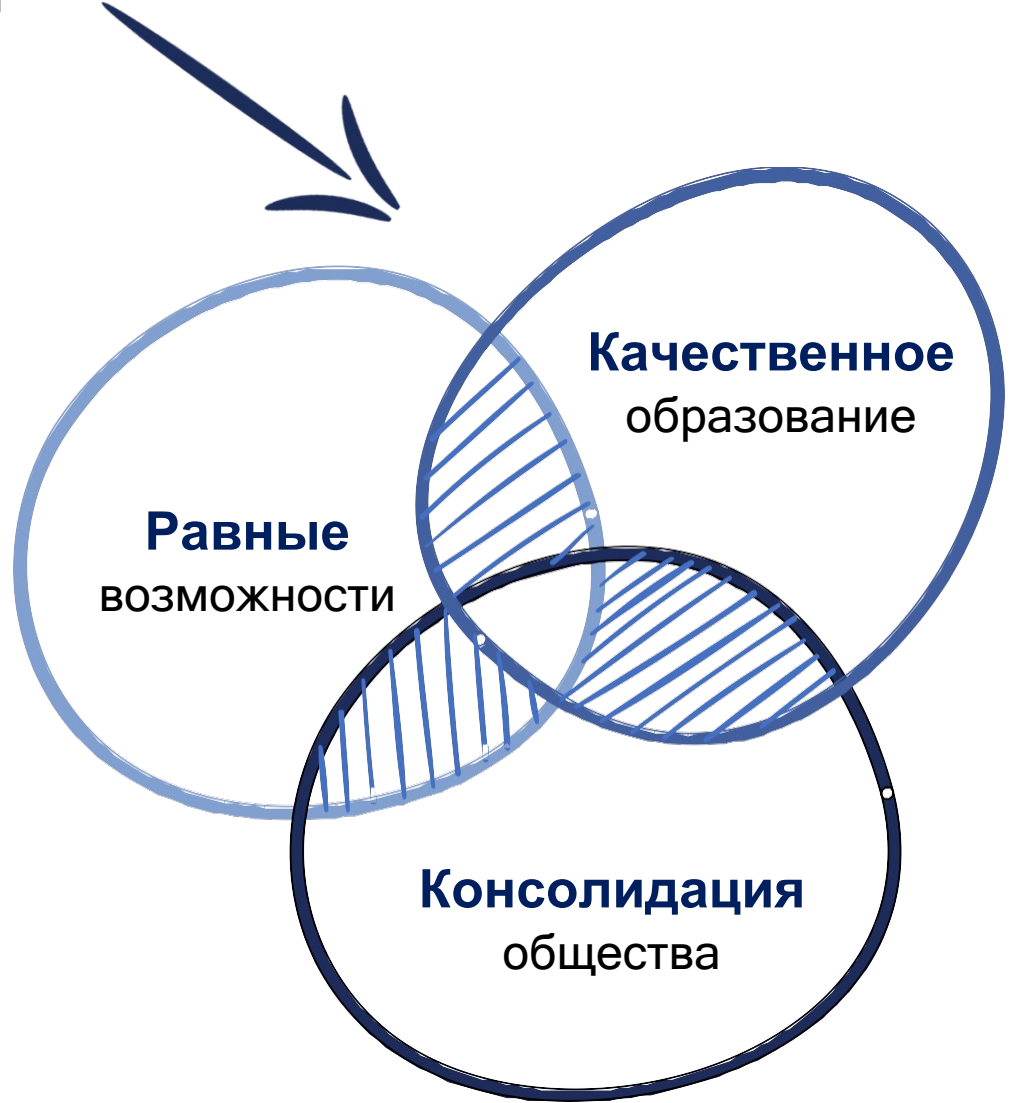 Качественное
образование
Равные
возможности
Консолидация
общества